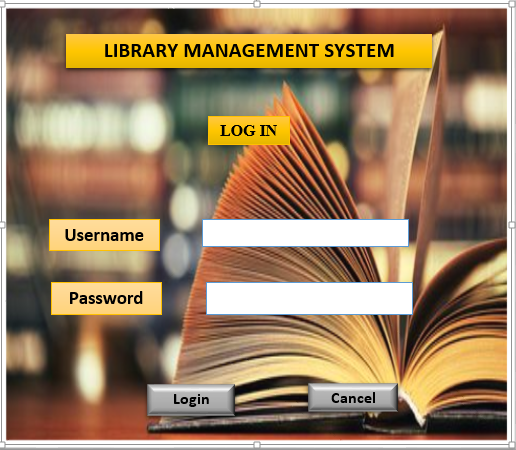 LIBRARY MANAGEMENT SYSTEM
LOG IN
Username
Password
Login
Cancel